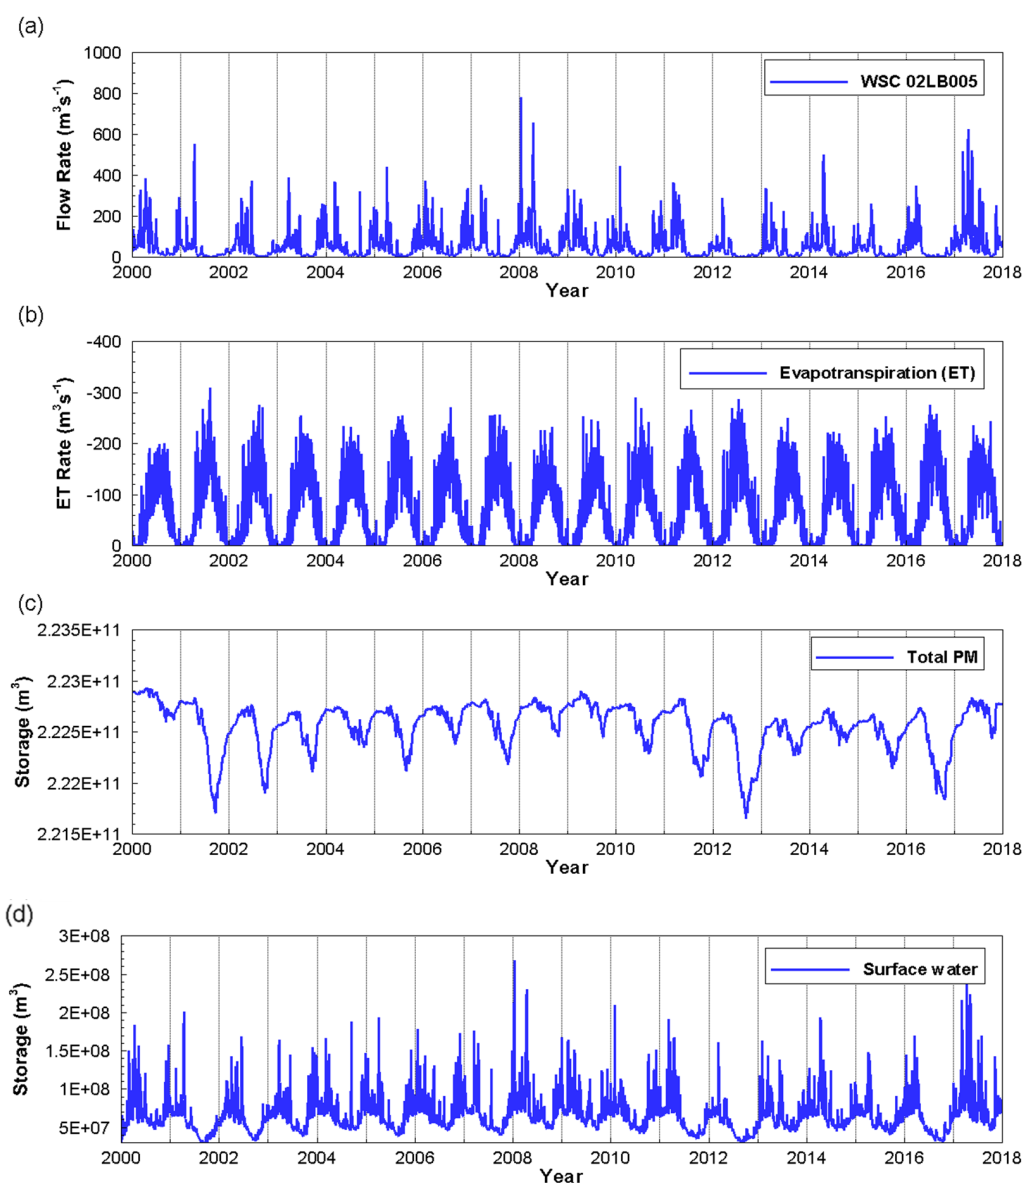 (a)
1000
800
600
400
200
0
Flow Rate (m³s⁻¹)
WSC 02LB005
2000 2002 2004 2006 2008 2010 2012 2014 2016 2018
Year
(b)
-400
-300
-200
-100
0
ET Rate (m³s⁻¹)
Evapotranspiration (ET)
2000 2002 2004 2006 2008 2010 2012 2014 2016 2018
Year
(c)
2.235E+11
2.23E+11
2.225E+11
2.22E+11
2.215E+11
Storage (m³)
Total PM
2000 2002 2004 2006 2008 2010 2012 2014 2016 2018
Year
(d)
3E+08
2.5E+08
2E+08
1.5E+08
1E+08
5E+07
Storage (m³)
Surface water
2000 2002 2004 2006 2008 2010 2012 2014 2016 2018
Year